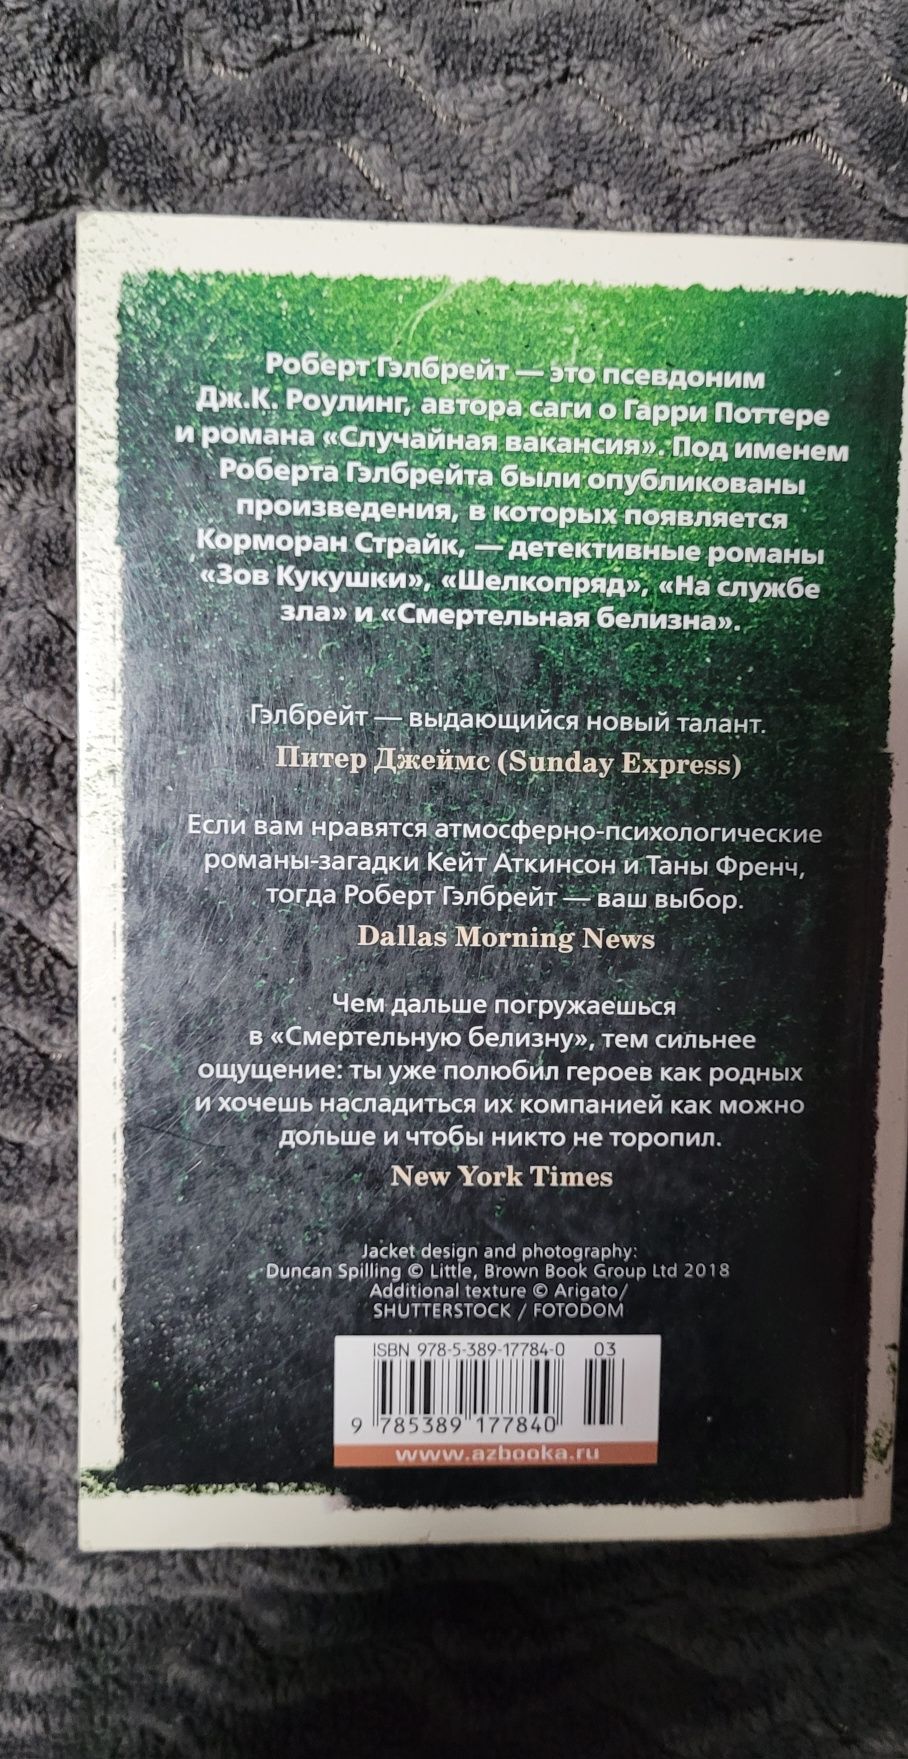 Роберт Гэлбрейт — это псевдоним
Дж.К. Роулинг, автора саги о Гарри Поттере
и романа «Случайная вакансия». Под именем
Роберта Гэлбрейта были опубликованы
произведения, в которых появляется
Корморан Страйк, — детективные романы
«Зов Кукушки», «Шелкопряд», «На службе
зла» и «Смертельная белизна».
Гэлбрейт — выдающийся новый талант.
Питер Джеймс (Sunday Express)
Если вам нравятся атмосферно-психологические
романы-загадки Кейт Аткинсон и Таны Френч,
тогда Роберт Гэлбрейт — ваш выбор.
Dallas Morning News
Чем дальше погружаешься
в «Смертельную белизну», тем сильнее
ощущение: ты уже полюбил героев как родных
и хочешь насладиться их компанией как можно
дольше и чтобы никто не торопил.
New York Times
Jacket design and photography:
Duncan Spilling © Little, Brown Book Group Ltd 2018
Additional texture © Arigato/
SHUTTERSTOCK / FOTODOM
ISBN 978-5-389-17784-0 03
9 785389 177840
www.azbooka.ru